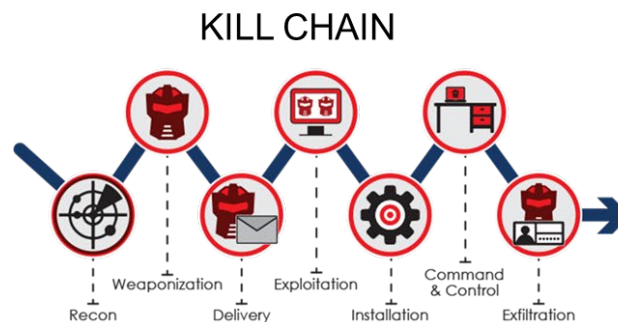 KILL CHAIN
Recon
Weaponization
Delivery
Exploitation
Installation
Command
& Control
Exfiltration